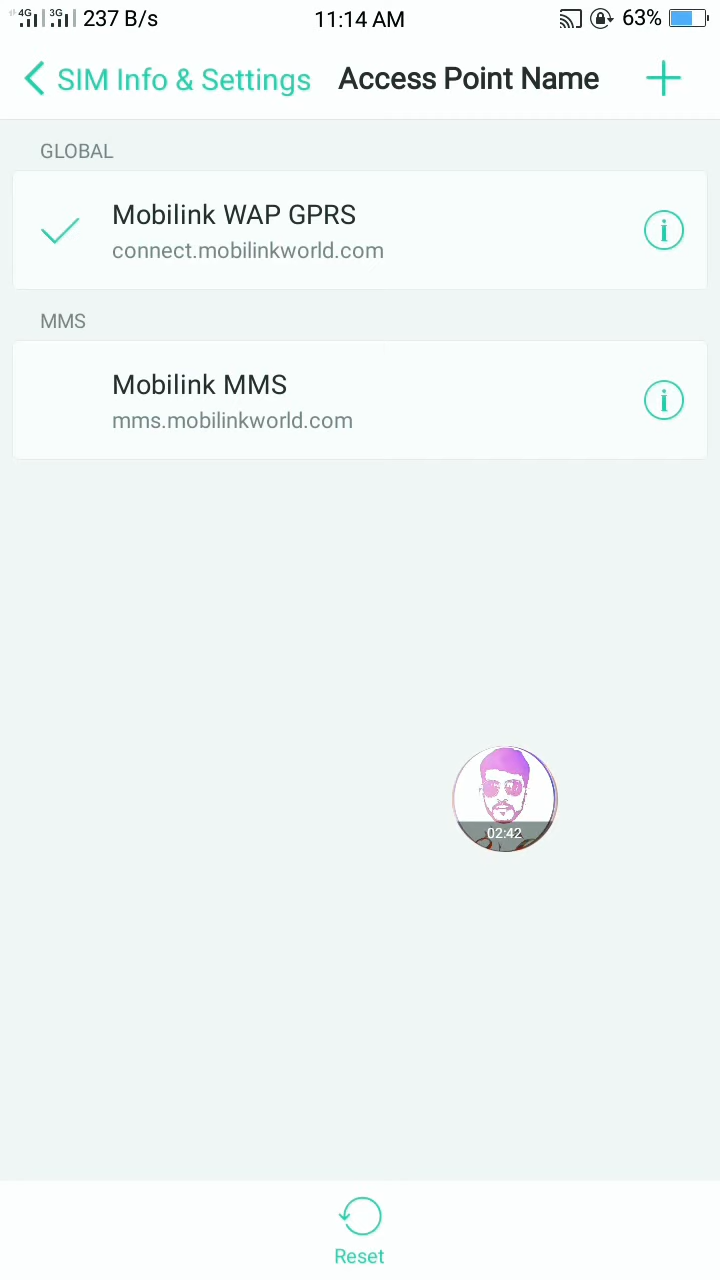 4G 3G 237 B/s 11:14 AM 63%
SIM Info & Settings Access Point Name
GLOBAL
Mobilink WAP GPRS
connect.mobilinkworld.com
MMS
Mobilink MMS
mms.mobilinkworld.com
02:42
Reset